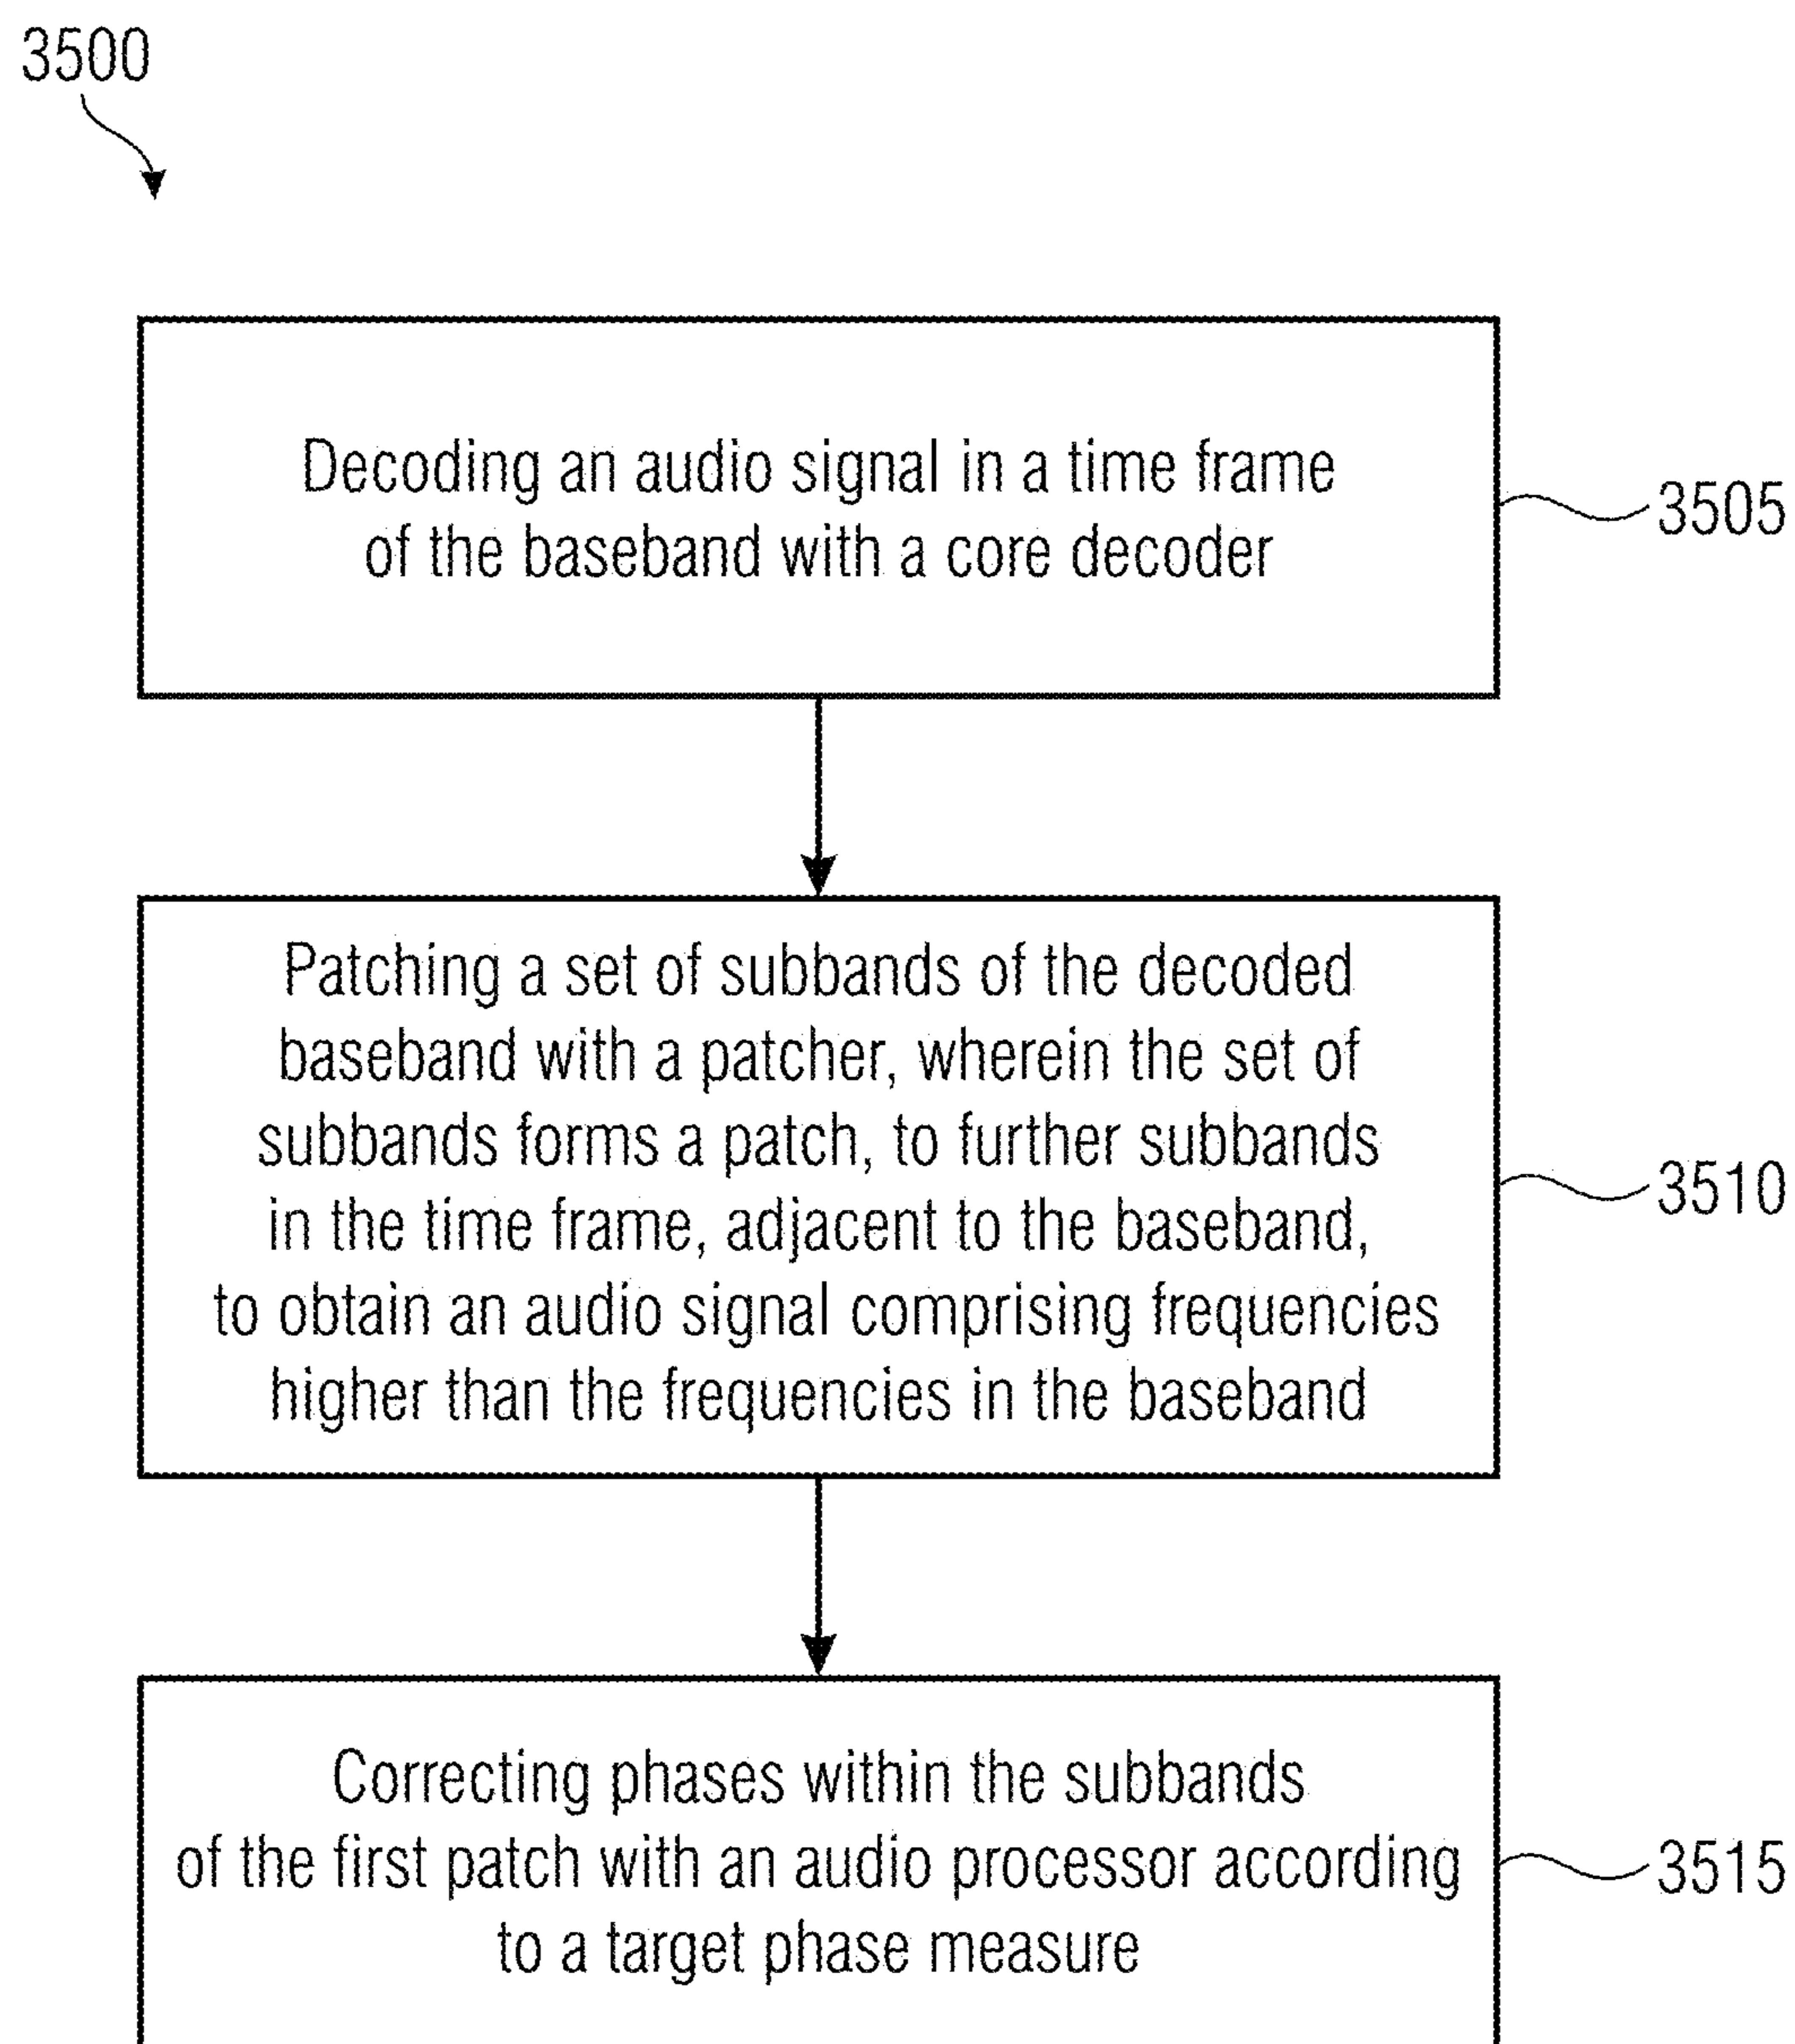 3500
Decoding an audio signal in a time frame
of the baseband with a core decoder
3505
Patching a set of subbands of the decoded
baseband with a patcher, wherein the set of
subbands forms a patch, to further subbands
in the time frame, adjacent to the baseband,
to obtain an audio signal comprising frequencies
higher than the frequencies in the baseband
3510
Correcting phases within the subbands
of the first patch with an audio processor according
to a target phase measure
3515